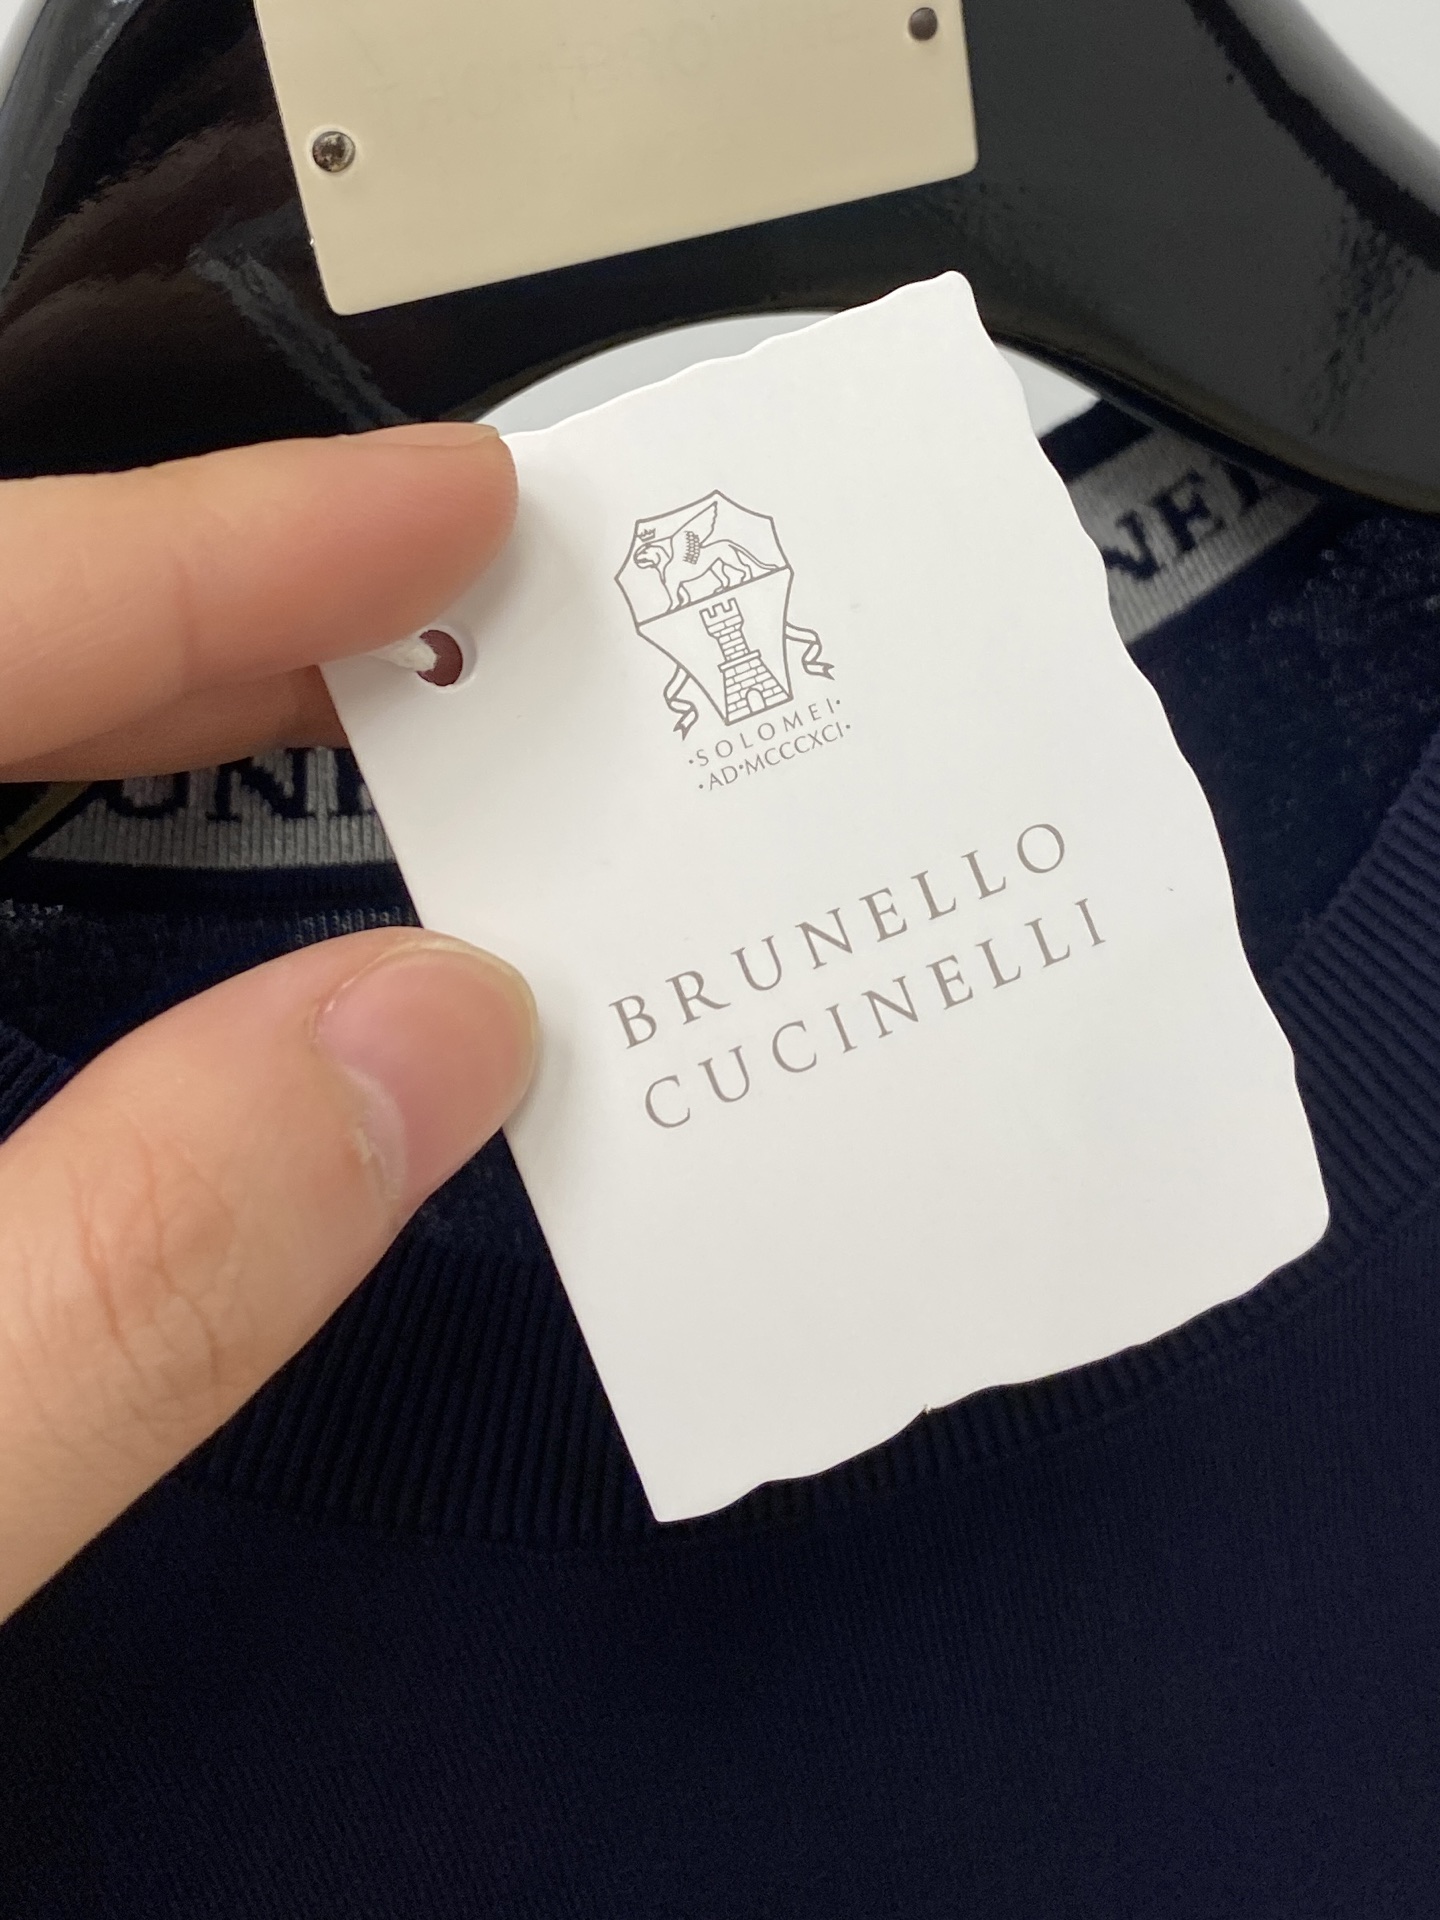 ·SOLOMEI·
·AD·MCCCXCI·
BRUNELLO
CUCINELLI